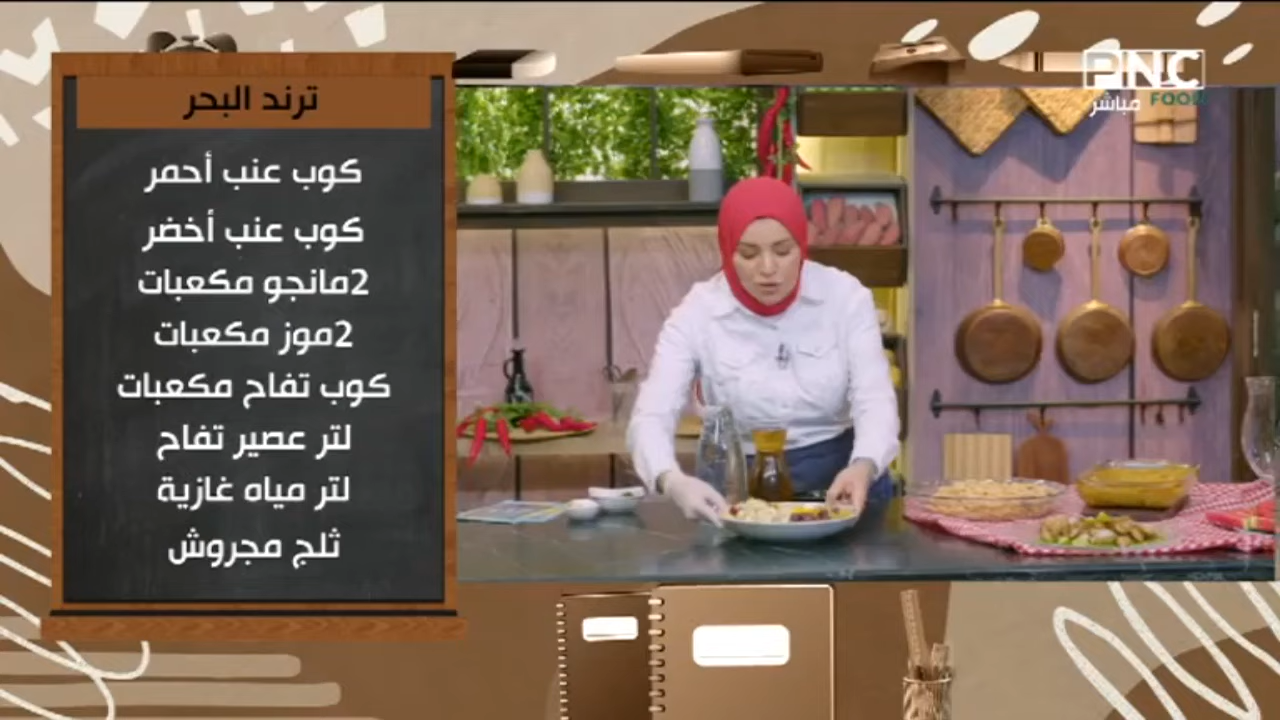 ترند البحر
كوب عنب أحمر
كوب عنب أخضر
2مانجو مكعبات
2موز مكعبات
كوب تفاح مكعبات
لتر عصير تفاح
لتر مياه غازية
ثلج مجروش
PNC
FOOD
مباشر